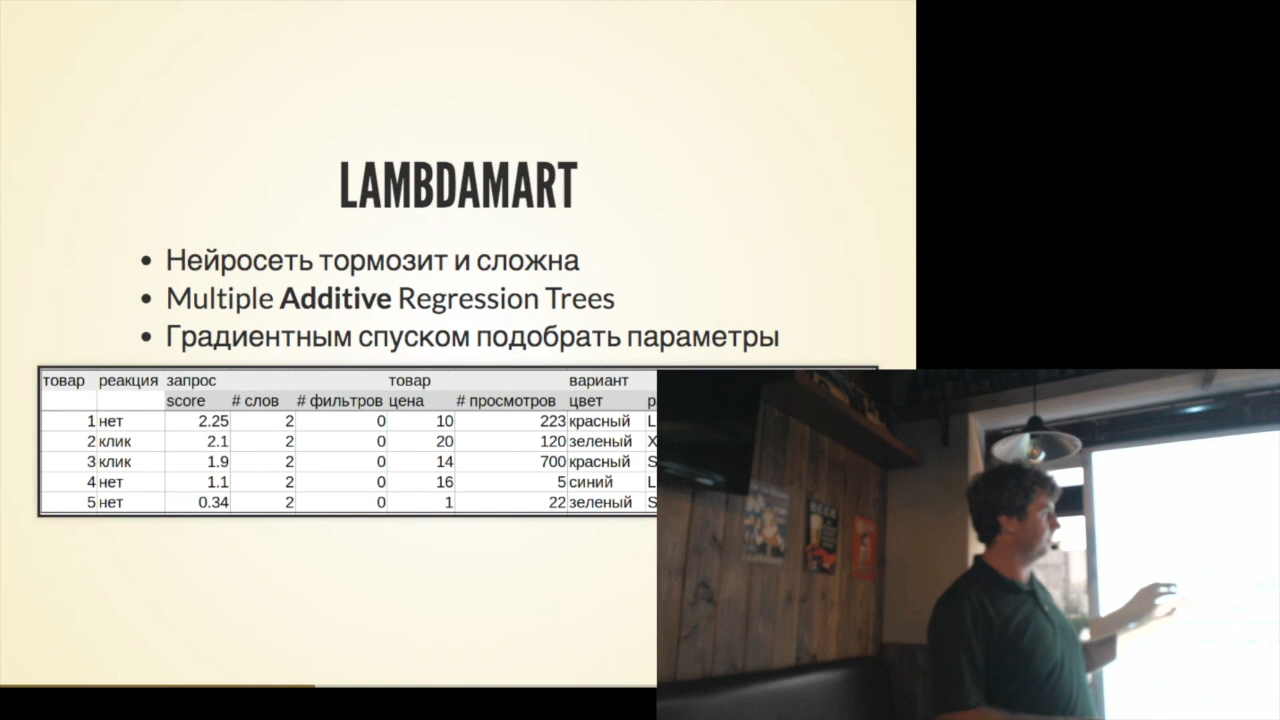 LAMBDAMART
Нейросеть тормозит и сложна
Multiple Additive Regression Trees
Градиентным спуском подобрать параметры
товар реакция запрос товар вариант
score # слов # фильтров цена # просмотров цвет
1 нет 2.25 2 0 10 223 красный L
2 клик 2.1 2 0 20 120 зеленый X
3 клик 1.9 2 0 14 700 красный S
4 нет 1.1 2 0 16 5 синий L
5 нет 0.34 2 0 1 22 зеленый S
BEER